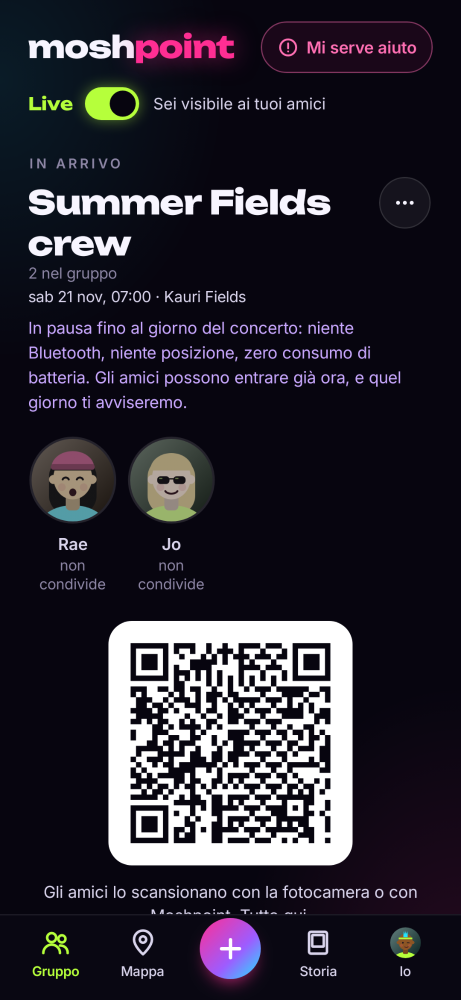 moshpoint
Mi serve aiuto
Live
Sei visibile ai tuoi amici
IN ARRIVO
Summer Fields
crew
2 nel gruppo
sab 21 nov, 07:00 · Kauri Fields
In pausa fino al giorno del concerto: niente
Bluetooth, niente posizione, zero consumo di
batteria. Gli amici possono entrare già ora, e quel
giorno ti avviseremo.
Rae
non
condivide
Jo
non
condivide
Gli amici lo scansionano con la fotocamera o con
Moshpoint. Tutto qui.
Gruppo
Mappa
Storia
Io